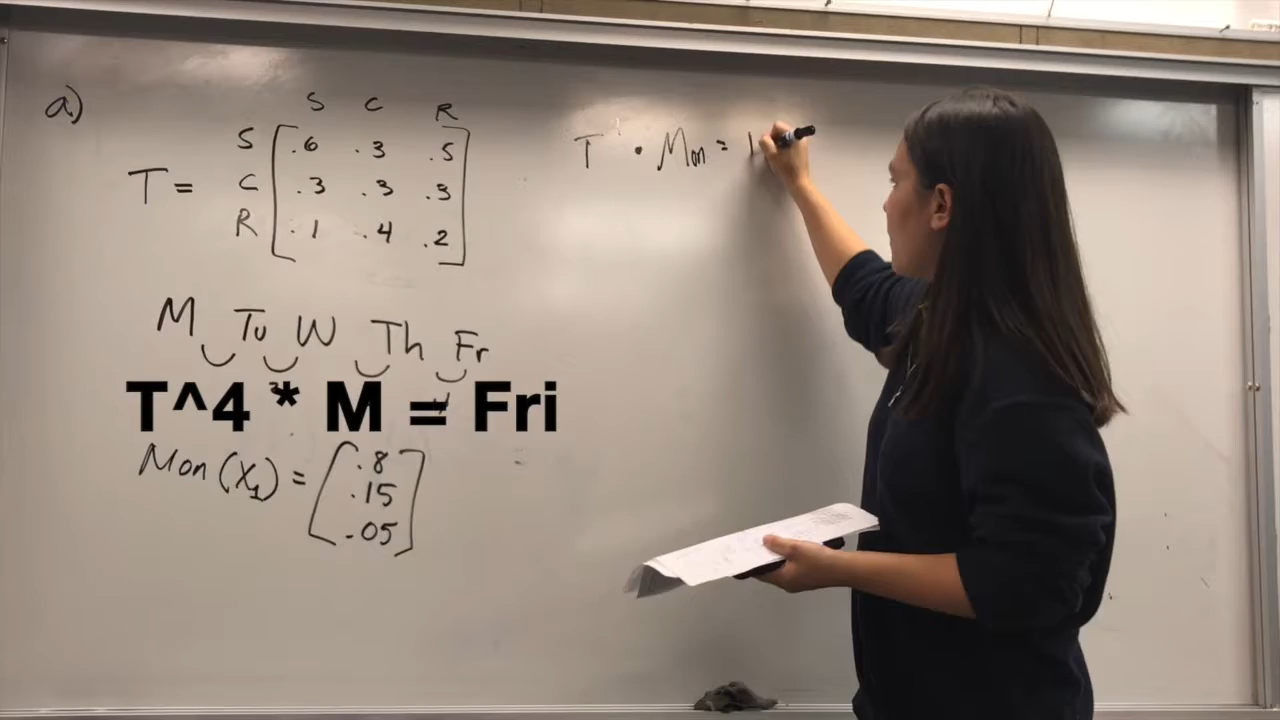 a)
S C R
S .6 .3 .5
T = C .3 .3 .3
R .1 .4 .2
T · Mon =
M Tu W Th Fr
T^4 * M = Fri
Mon (X1) = .8
.15
.05